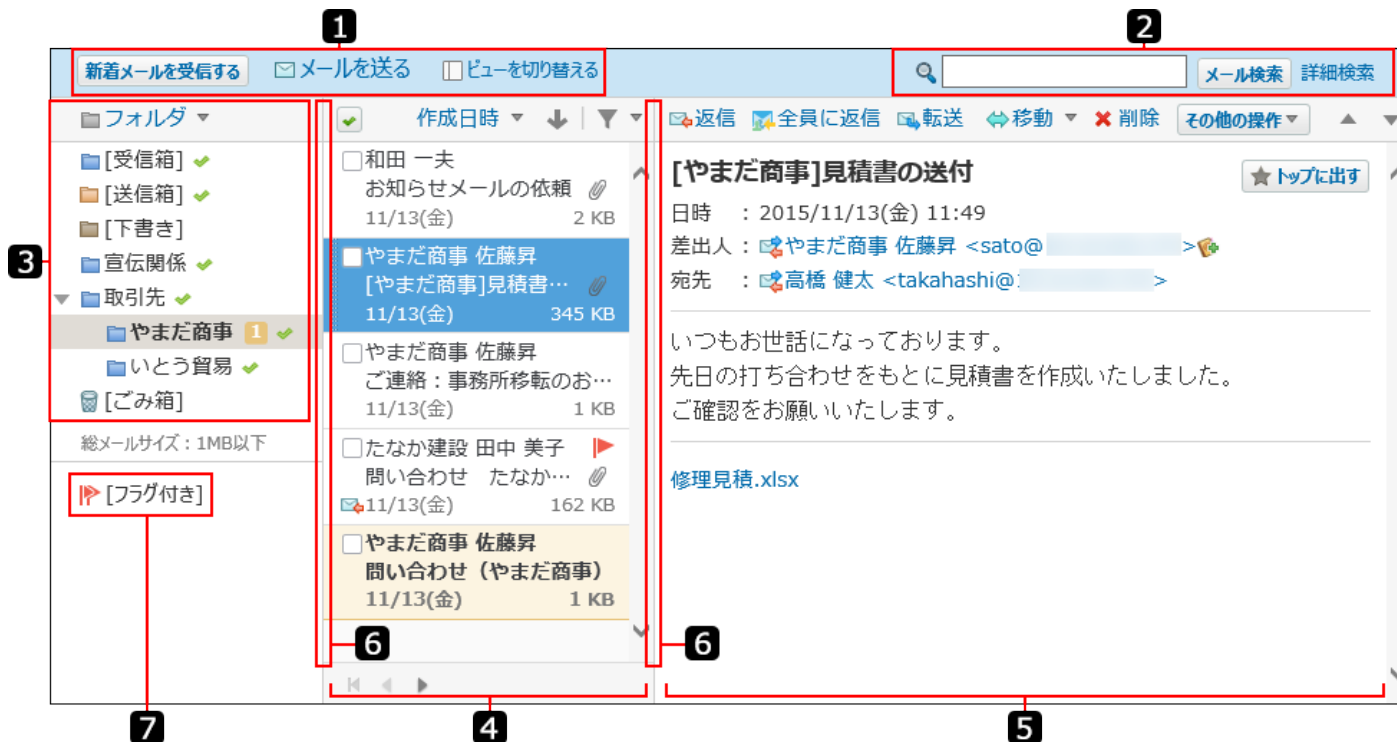 1
2
新着メールを受信する メールを送る ビューを切り替える
メール検索 詳細検索
3
フォルダ
[受信箱]
[送信箱]
[下書き]
宣伝関係
取引先
やまだ商事 1
いとう貿易
[ごみ箱]
総メールサイズ：1MB以下
[フラグ付き]
7
作成日時
和田 一夫
お知らせメールの依頼
11/13(金) 2 KB
やまだ商事 佐藤昇
[やまだ商事]見積書…
11/13(金) 345 KB
やまだ商事 佐藤昇
ご連絡：事務所移転のお…
11/13(金) 1 KB
たなか建設 田中 美子
問い合わせ　たなか…
11/13(金) 162 KB
やまだ商事 佐藤昇
問い合わせ（やまだ商事）
11/13(金) 1 KB
6
4
返信 全員に返信 転送 移動 削除 その他の操作
[やまだ商事]見積書の送付
トップに出す
日時 ：2015/11/13(金) 11:49
差出人：やまだ商事 佐藤昇 <sato@ >
宛先 ：高橋 健太 <takahashi@ >
いつもお世話になっております。
先日の打ち合わせをもとに見積書を作成いたしました。
ご確認をお願いいたします。
修理見積.xlsx
6
5